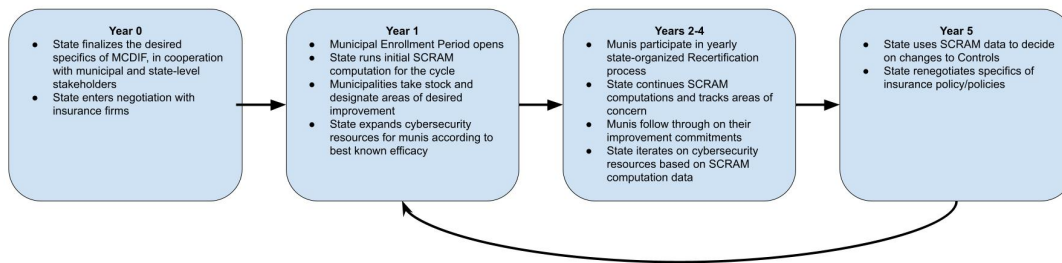 Year 0
● State finalizes the desired
specifics of MCDIF, in cooperation
with municipal and state-level
stakeholders
● State enters negotiation with
insurance firms
Year 1
● Municipal Enrollment Period opens
● State runs initial SCRAM
computation for the cycle
● Municipalities take stock and
designate areas of desired
improvement
● State expands cybersecurity
resources for munis according to
best known efficacy
Years 2-4
● Munis participate in yearly
state-organized Recertification
process
● State continues SCRAM
computations and tracks areas of
concern
● Munis follow through on their
improvement commitments
● State iterates on cybersecurity
resources based on SCRAM
computation data
Year 5
● State uses SCRAM data to decide
on changes to Controls
● State renegotiates specifics of
insurance policy/policies